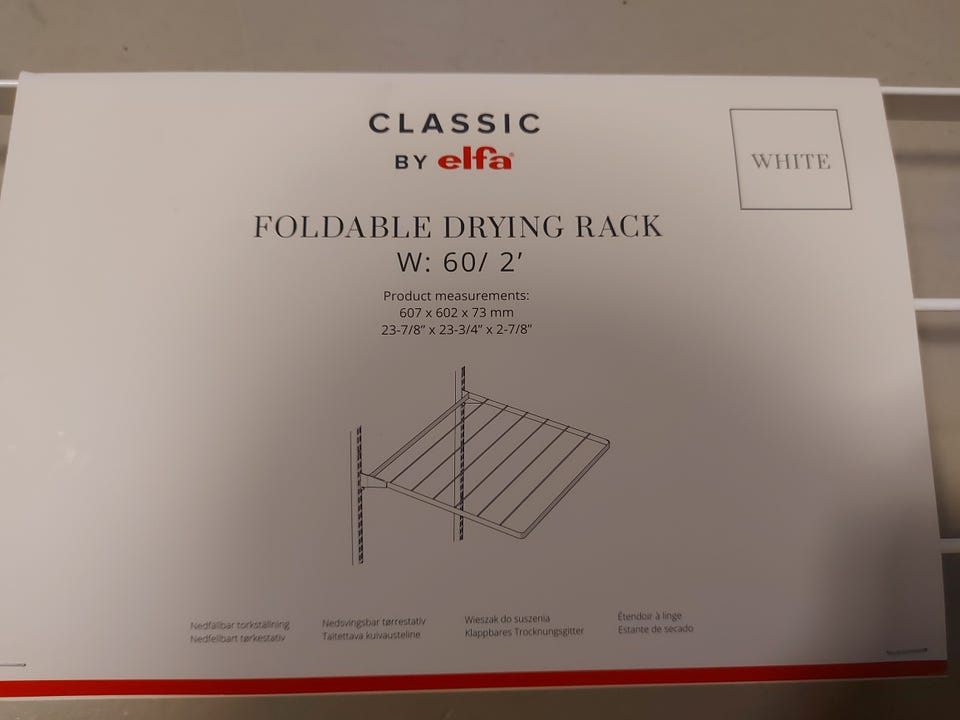 CLASSIC
BY elfa
WHITE
FOLDABLE DRYING RACK
W: 60/ 2’
Product measurements:
607 x 602 x 73 mm
23-7/8” x 23-3/4” x 2-7/8”
Nedfällbar torkställning
Nedfellbart tørkestativ
Nedsvingsbar tørrestativ
Taitettava kuivausteline
Wieszak do suszenia
Klappbares Trocknungsgitter
Étendoir à linge
Estante de secado